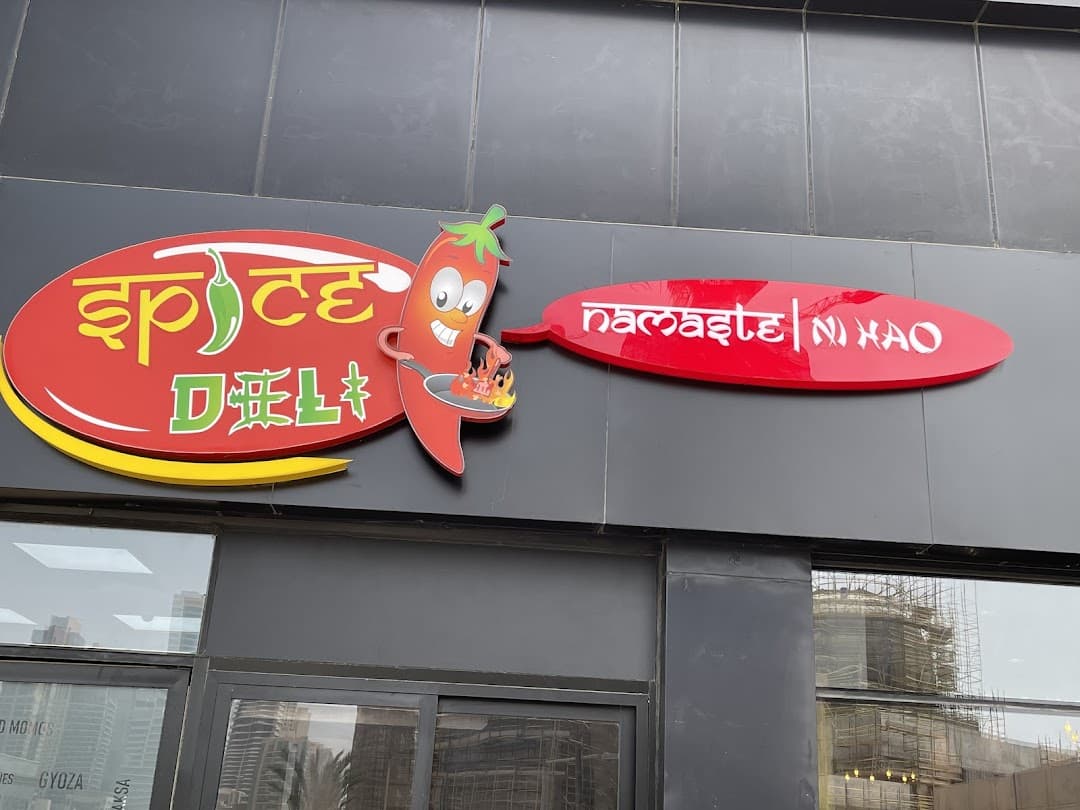 SPICE
DELI
namaste | NI HAO
MOMOS
GYOZA